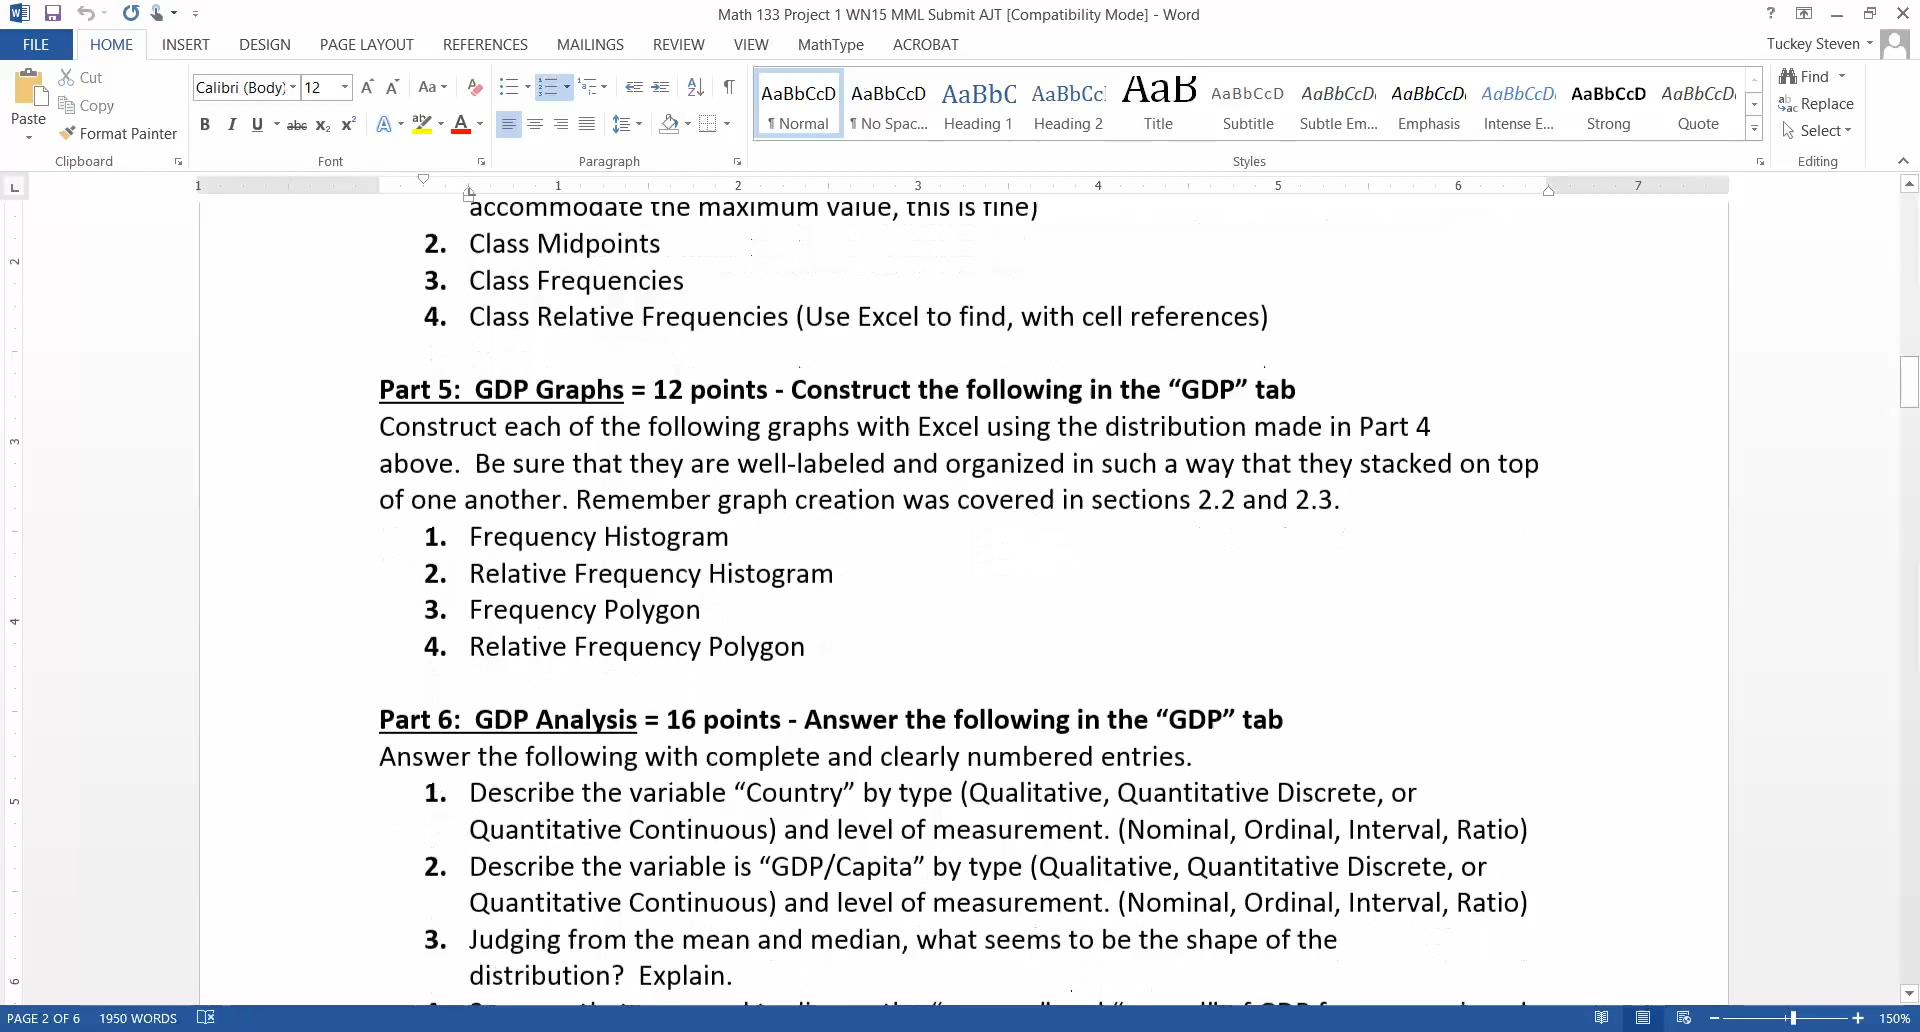 Math 133 Project 1 WN15 MML Submit AJT [Compatibility Mode] - Word
?
FILE HOME INSERT DESIGN PAGE LAYOUT REFERENCES MAILINGS REVIEW VIEW MathType ACROBAT
Tuckey Steven
Paste
Cut
Copy
Format Painter
Clipboard
Calibri (Body) 12
Font
Paragraph
AaBbCcD AaBbCcD AaBbC AaBbCc AaB AaBbCcD AaBbCcD AaBbCcD AaBbCcD AaBbCcD AaBbCcD
¶ Normal ¶ No Spac... Heading 1 Heading 2 Title Subtitle Subtle Em... Emphasis Intense E... Strong Quote
Styles
Find
Replace
Select
Editing
1 1 2 3 4 5 6 7
accommodate the maximum value, this is fine)
2. Class Midpoints
3. Class Frequencies
4. Class Relative Frequencies (Use Excel to find, with cell references)
Part 5:  GDP Graphs = 12 points - Construct the following in the “GDP” tab
Construct each of the following graphs with Excel using the distribution made in Part 4
above.  Be sure that they are well-labeled and organized in such a way that they stacked on top
of one another. Remember graph creation was covered in sections 2.2 and 2.3.
1. Frequency Histogram
2. Relative Frequency Histogram
3. Frequency Polygon
4. Relative Frequency Polygon
Part 6:  GDP Analysis = 16 points - Answer the following in the “GDP” tab
Answer the following with complete and clearly numbered entries.
1. Describe the variable “Country” by type (Qualitative, Quantitative Discrete, or
Quantitative Continuous) and level of measurement. (Nominal, Ordinal, Interval, Ratio)
2. Describe the variable is “GDP/Capita” by type (Qualitative, Quantitative Discrete, or
Quantitative Continuous) and level of measurement. (Nominal, Ordinal, Interval, Ratio)
3. Judging from the mean and median, what seems to be the shape of the
distribution?  Explain.
PAGE 2 OF 6 1950 WORDS
150%